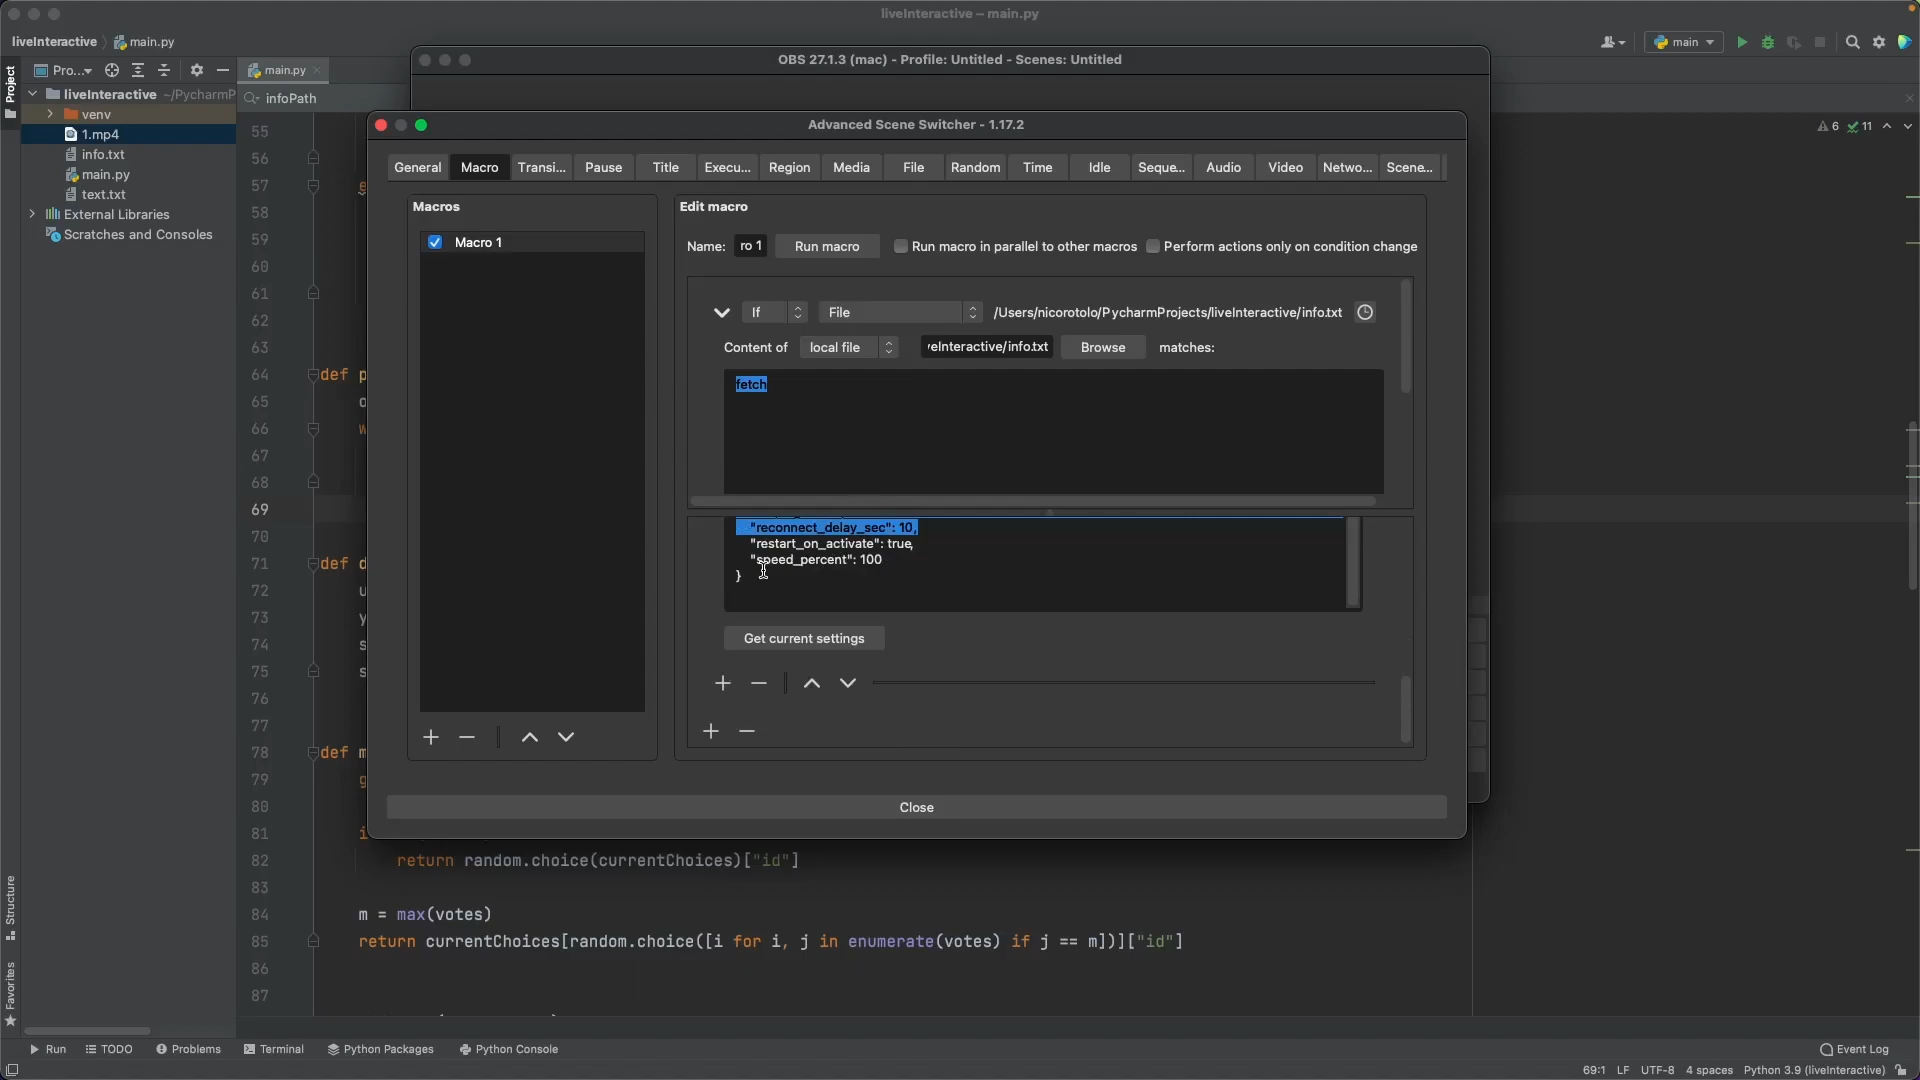 liveInteractive – main.py
liveInteractive
main.py
main
Pro...
main.py
OBS 27.1.3 (mac) - Profile: Untitled - Scenes: Untitled
Project
liveInteractive ~/PycharmP
infoPath
venv
1.mp4
info.txt
main.py
text.txt
External Libraries
Scratches and Consoles
6
11
Advanced Scene Switcher - 1.17.2
General
Macro
Transi...
Pause
Title
Execu...
Region
Media
File
Random
Time
Idle
Seque...
Audio
Video
Netwo...
Scene...
Macros
Macro 1
Edit macro
Name: ro 1
Run macro
Run macro in parallel to other macros
Perform actions only on condition change
If
File
/Users/nicorotolo/PycharmProjects/liveInteractive/info.txt
Content of
local file
info.txt
Browse
matches:
fetch
"reconnect_delay_sec": 10,
"restart_on_activate": true,
"speed_percent": 100
}
Get current settings
Close
55
56
57
58
59
60
61
62
63
64 def p
65
66
67
68
69
70
71 def d
72 u
73 y
74 s
75 s
76
77
78 def m
79 g
80
81 i
82 return random.choice(currentChoices)["id"]
83
84 m = max(votes)
85 return currentChoices[random.choice([i for i, j in enumerate(votes) if j == m])]["id"]
86
87
Structure
Favorites
Run
TODO
Problems
Terminal
Python Packages
Python Console
Event Log
69:1 LF UTF-8 4 spaces Python 3.9 (liveInteractive)